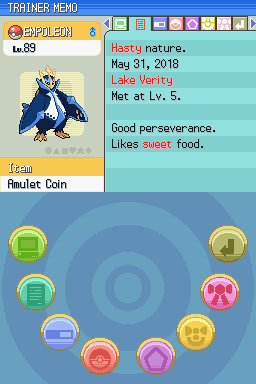 TRAINER MEMO
EMPOLEON ♂
Lv.89
Item
Amulet Coin
Hasty nature.
May 31, 2018
Lake Verity
Met at Lv. 5.
Good perseverance.
Likes sweet food.